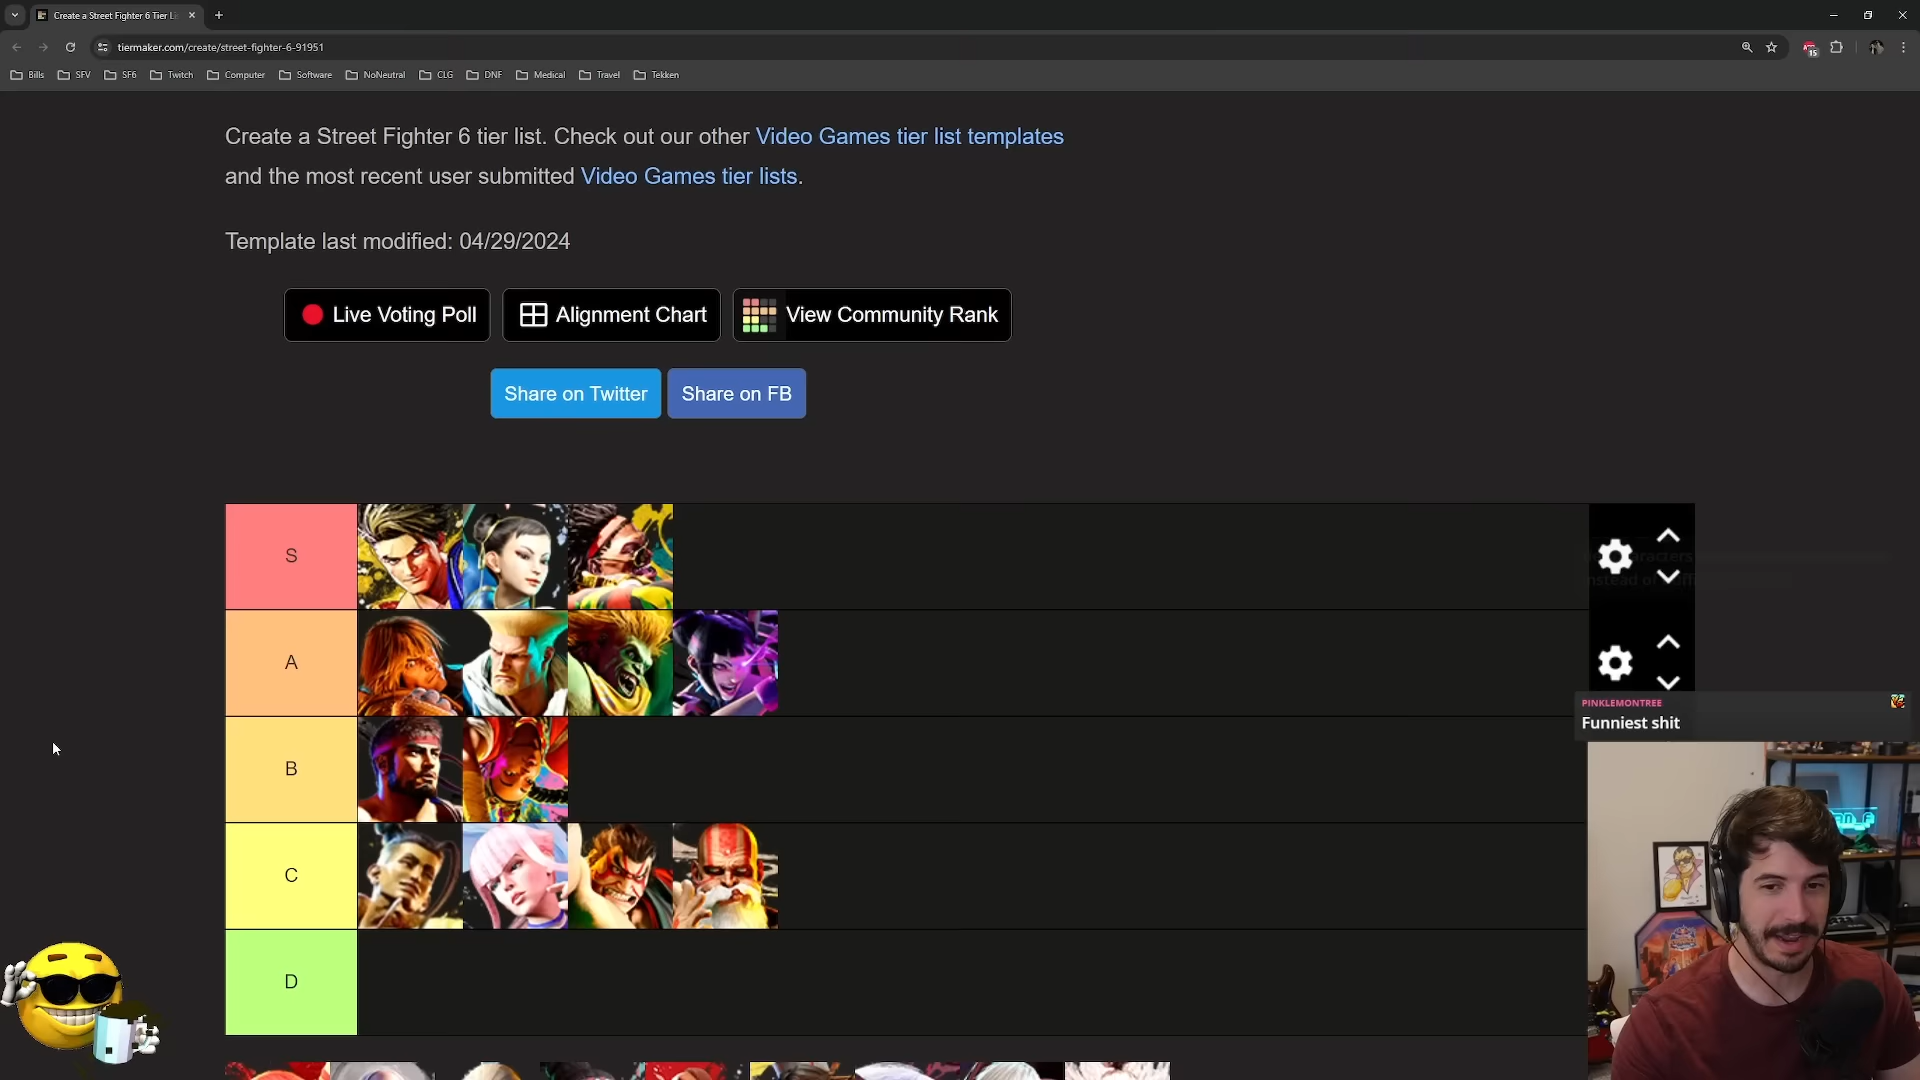 Create a Street Fighter 6 Tier Li
tiermaker.com/create/street-fighter-6-91951
15
Bills SFV SF6 Twitch Computer Software NoNeutral CLG DNF Medical Travel Tekken
Create a Street Fighter 6 tier list. Check out our other Video Games tier list templates
and the most recent user submitted Video Games tier lists.
Template last modified: 04/29/2024
Live Voting Poll Alignment Chart View Community Rank
Share on Twitter Share on FB
S
A
PINKLEMONTREE
Funniest shit
B
C
D